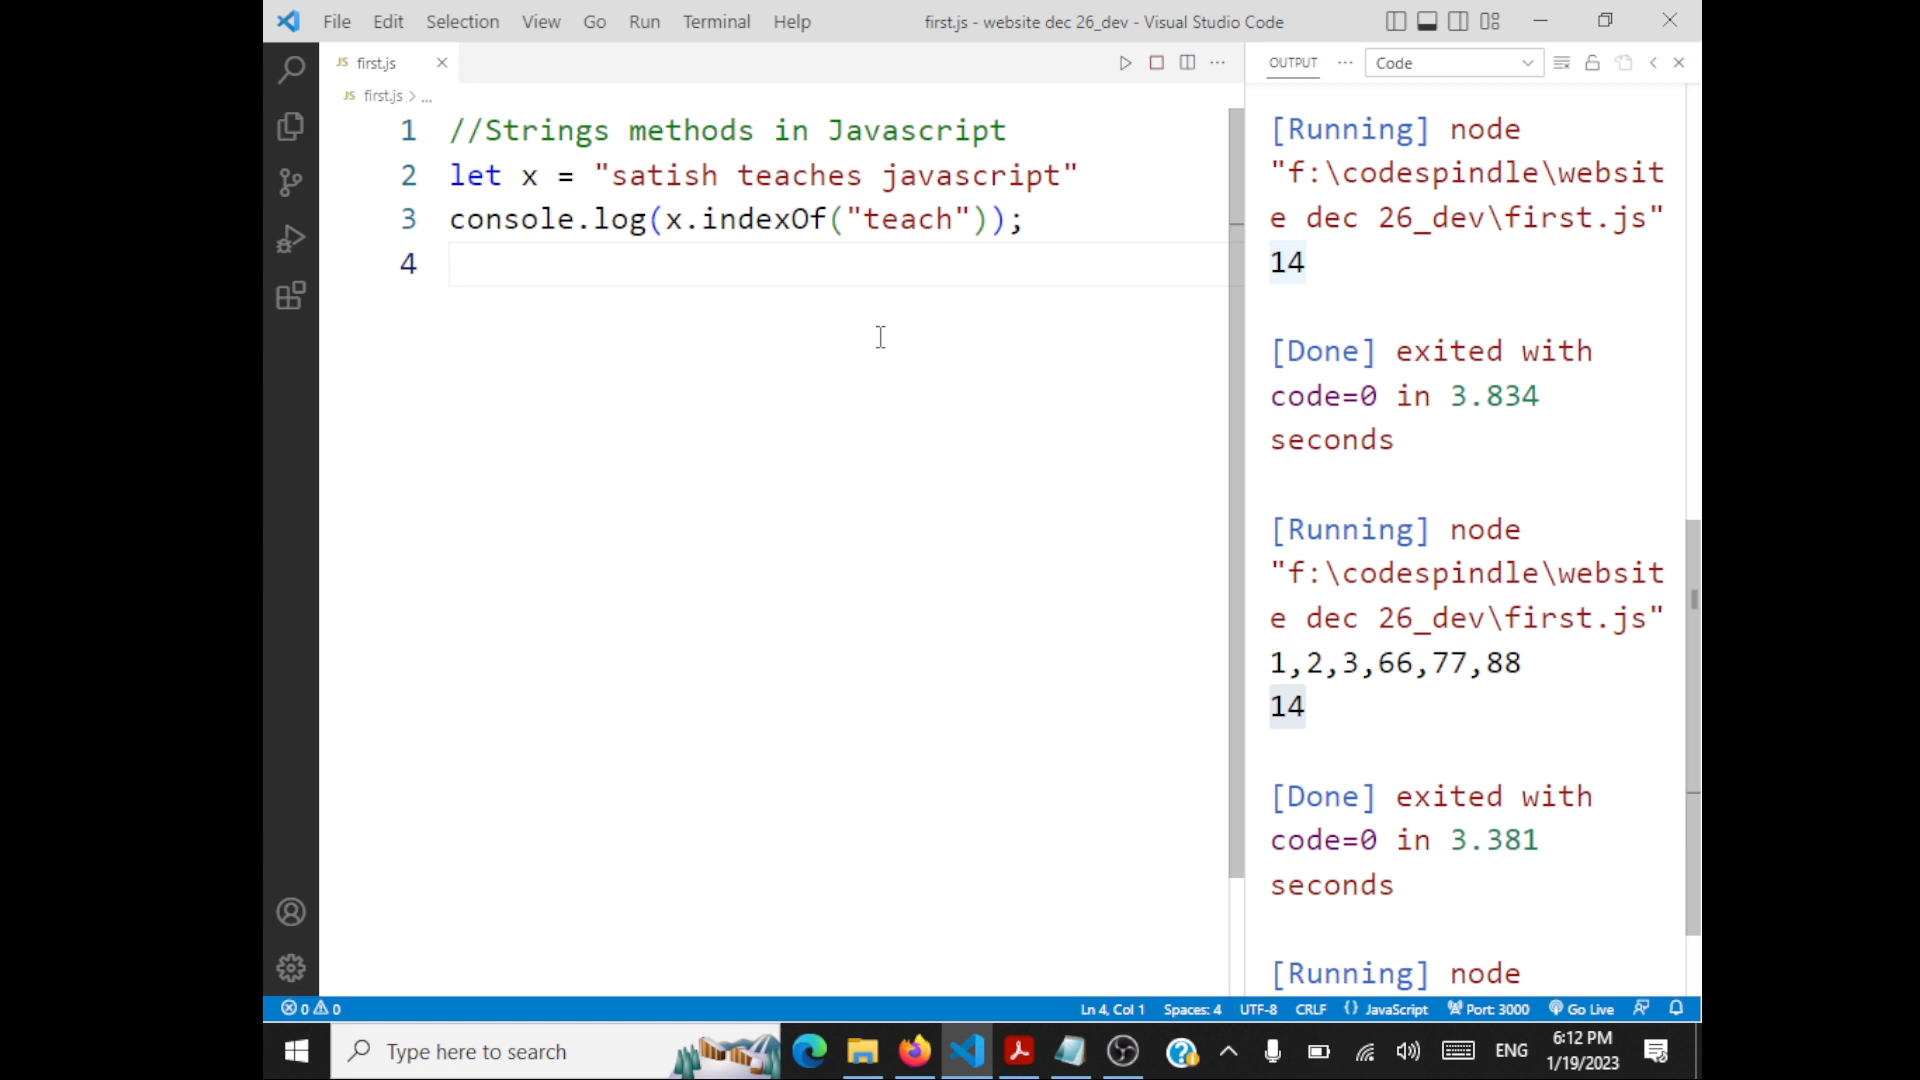 File Edit Selection View Go Run Terminal Help first.js - website dec 26_dev - Visual Studio Code
JS first.js
OUTPUT ··· Code
JS first.js > ...
1 //Strings methods in Javascript
2 let x = "satish teaches javascript"
3 console.log(x.indexOf("teach"));
4
[Running] node
"f:\codespindle\websit
e dec 26_dev\first.js"
14
[Done] exited with
code=0 in 3.834
seconds
[Running] node
"f:\codespindle\websit
e dec 26_dev\first.js"
1,2,3,66,77,88
14
[Done] exited with
code=0 in 3.381
seconds
[Running] node
0 0 Ln 4, Col 1 Spaces: 4 UTF-8 CRLF {} JavaScript Port: 3000 Go Live
Type here to search
ENG
6:12 PM
1/19/2023